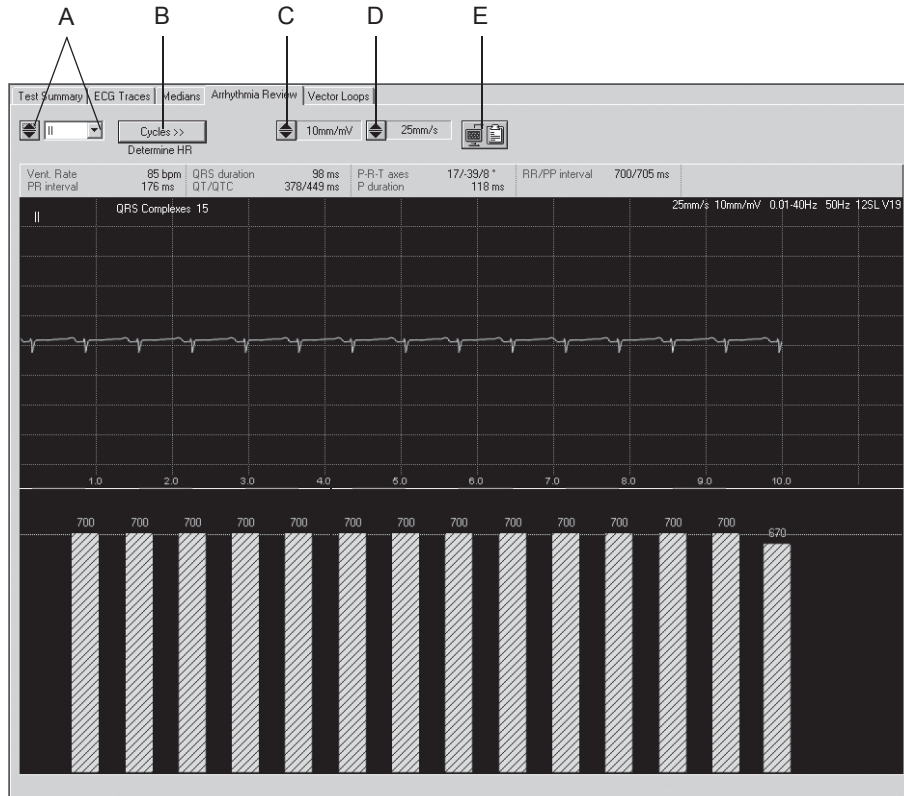 A B C D E
Test Summary ECG Traces Medians Arrhythmia Review Vector Loops
II Cycles >> 10mm/mV 25mm/s
Determine HR
Vent. Rate 85 bpm QRS duration 98 ms P-R-T axes 17/-39/8 ° RR/PP interval 700/705 ms
PR interval 176 ms QT/QTC 378/449 ms P duration 118 ms
II QRS Complexes 15 25mm/s 10mm/mV 0.01-40Hz 50Hz 12SL V19
1.0 2.0 3.0 4.0 5.0 6.0 7.0 8.0 9.0 10.0
700 700 700 700 700 700 700 700 700 700 700 700 700 670